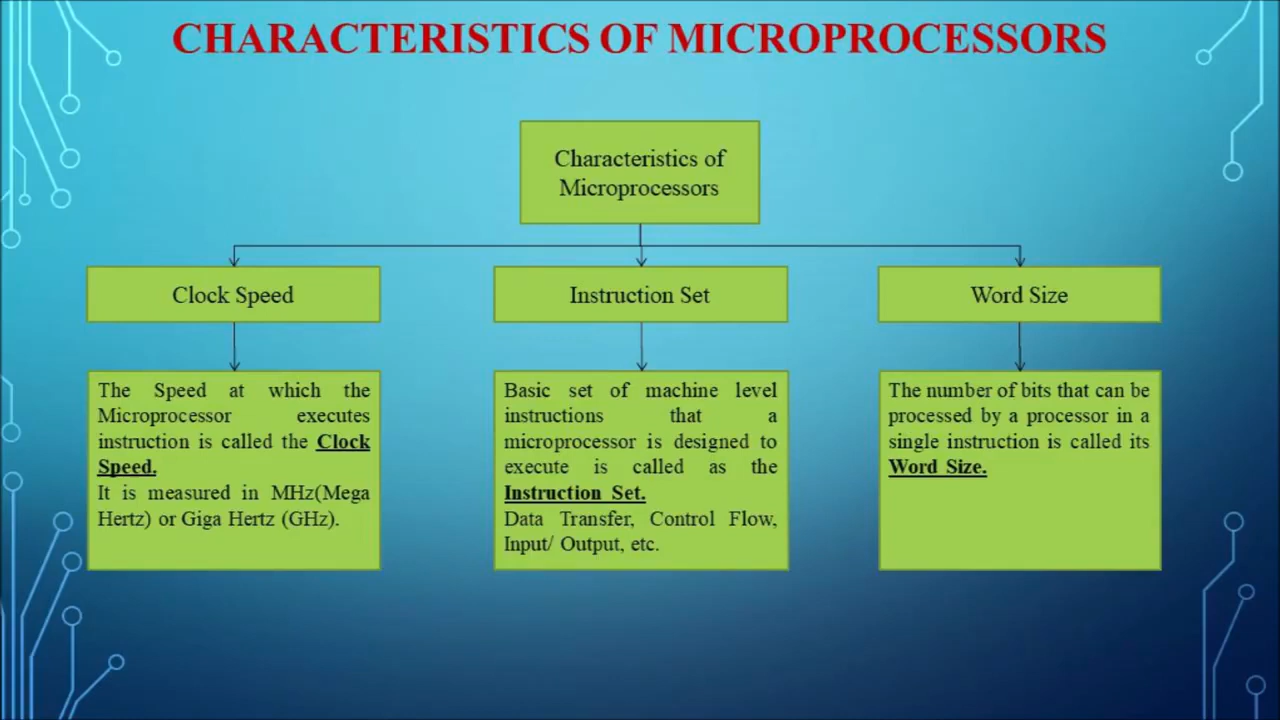 CHARACTERISTICS OF MICROPROCESSORS
Characteristics of
Microprocessors
Clock Speed
Instruction Set
Word Size
The Speed at which the
Microprocessor executes
instruction is called the Clock
Speed.
It is measured in MHz(Mega
Hertz) or Giga Hertz (GHz).
Basic set of machine level
instructions that a
microprocessor is designed to
execute is called as the
Instruction Set.
Data Transfer, Control Flow,
Input/ Output, etc.
The number of bits that can be
processed by a processor in a
single instruction is called its
Word Size.